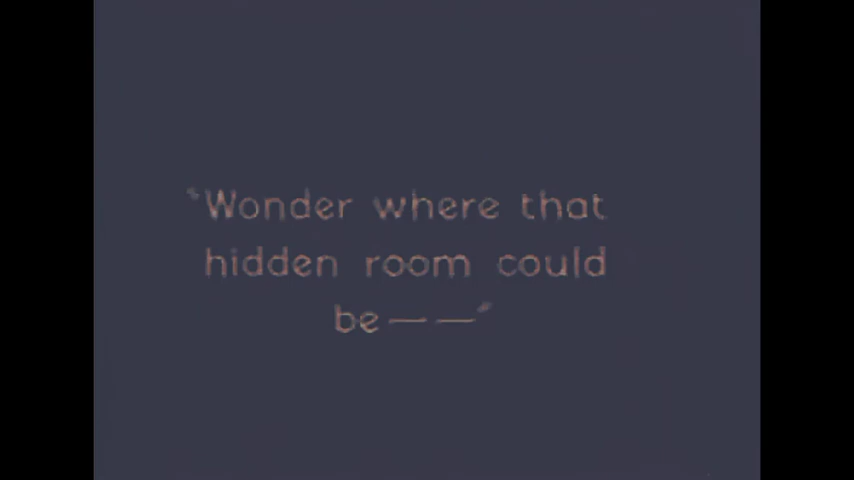 "Wonder where that
hidden room could
be — —"